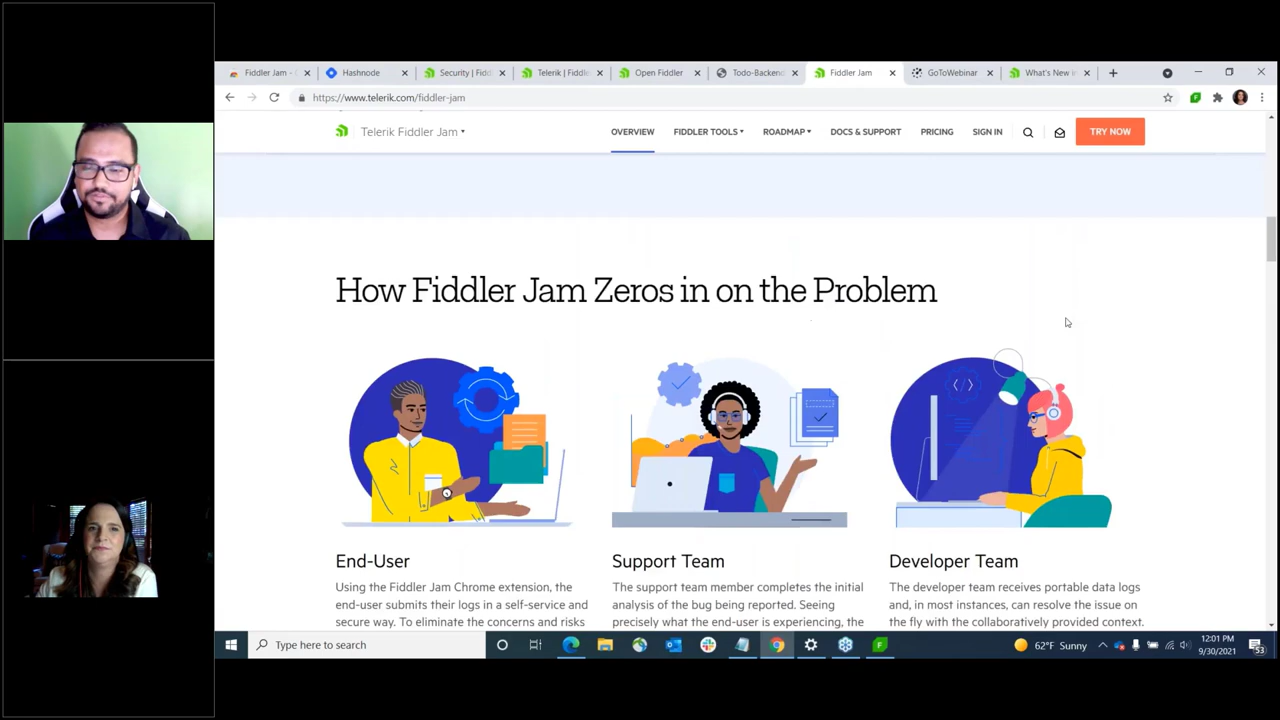 Fiddler Jam -
Hashnode
Security | Fidd
Telerik | Fiddle
Open Fiddler
Todo-Backend
Fiddler Jam
GoToWebinar
What's New i
https://www.telerik.com/fiddler-jam
Telerik Fiddler Jam
OVERVIEW
FIDDLER TOOLS
ROADMAP
DOCS & SUPPORT
PRICING
SIGN IN
TRY NOW
How Fiddler Jam Zeros in on the Problem
End-User
Using the Fiddler Jam Chrome extension, the
end-user submits their logs in a self-service and
secure way. To eliminate the concerns and risks
Support Team
The support team member completes the initial
analysis of the bug being reported. Seeing
precisely what the end-user is experiencing, the
Developer Team
The developer team receives portable data logs
and, in most instances, can resolve the issue on
the fly with the collaboratively provided context.
Type here to search
62°F Sunny
12:01 PM
9/30/2021
53